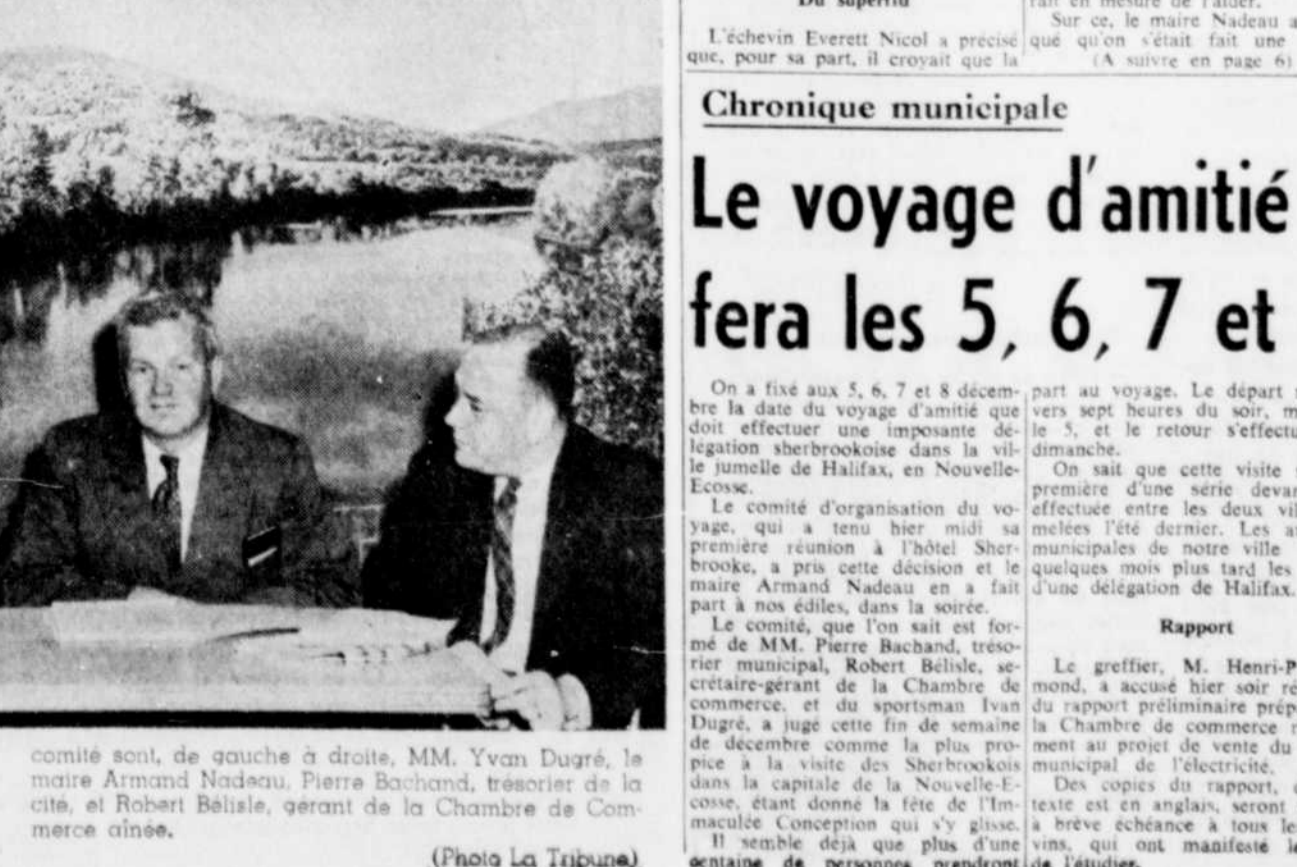 comité sont, de gauche à droite, MM. Yvan Dugré, le
maire Armand Nadeau, Pierre Bachand, trésorier de la
cité, et Robert Bélisle, gérant de la Chambre de Com-
merce aînée.
(Photo La Tribune)
Du superflu
L'échevin Everett Nicol a précisé
que, pour sa part, il croyait que la
rait en mesure de l'aider.
Sur ce, le maire Nadeau a
qué qu'on s'était fait une
(A suivre en page 6)
Chronique municipale
Le voyage d'amitié
fera les 5, 6, 7 et
On a fixé aux 5, 6, 7 et 8 décem-
bre la date du voyage d'amitié que
doit effectuer une imposante dé-
légation sherbrookoise dans la vil-
le jumelle de Halifax, en Nouvelle-
Ecosse.
Le comité d'organisation du vo-
yage, qui a tenu hier midi sa
première réunion à l'hôtel Sher-
brooke, a pris cette décision et le
maire Armand Nadeau en a fait
part à nos édiles, dans la soirée.
Le comité, que l'on sait est for-
mé de MM. Pierre Bachand, tréso-
rier municipal, Robert Bélisle, se-
crétaire-gérant de la Chambre de
commerce, et du sportsman Ivan
Dugré, a jugé cette fin de semaine
de décembre comme la plus pro-
pice à la visite des Sherbrookois
dans la capitale de la Nouvelle-E-
cosse, étant donné la fête de l'Im-
maculée Conception qui s'y glisse.
Il semble déjà que plus d'une
centaine de personnes prendront
part au voyage. Le départ
vers sept heures du soir, m
le 5, et le retour s'effectu
dimanche.
On sait que cette visite
première d'une série devan
effectuée entre les deux vil
melées l'été dernier. Les a
municipales de notre ville
quelques mois plus tard les
d'une délégation de Halifax.
Rapport
Le greffier, M. Henri-P
mond, a accusé hier soir ré
du rapport préliminaire prép
la Chambre de commerce
ment au projet de vente du
municipal de l'électricité.
Des copies du rapport,
texte est en anglais, seront
à brève échéance à tous le
vins, qui ont manifesté le
de l'étudier.